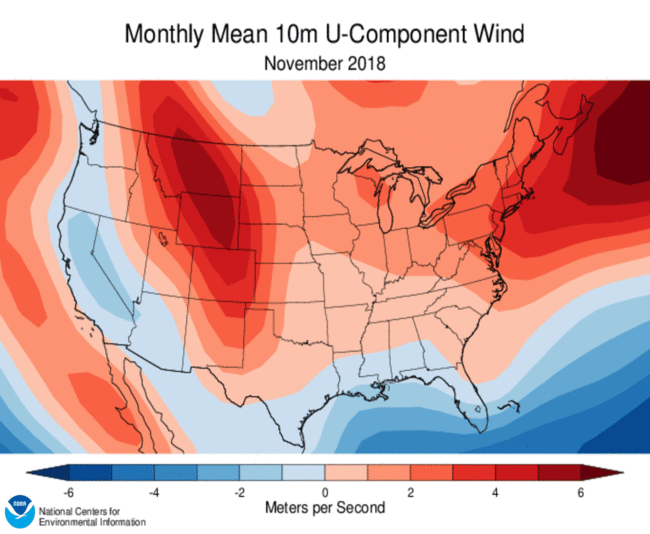 Monthly Mean 10m U-Component Wind
November 2018
-6 -4 -2 0 2 4 6
Meters per Second
NOAA
National Centers for
Environmental Information